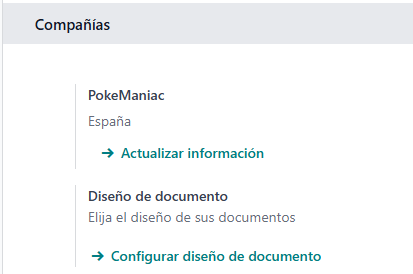 Compañías
PokeManiac
España
→ Actualizar información
Diseño de documento
Elija el diseño de sus documentos
→ Configurar diseño de documento